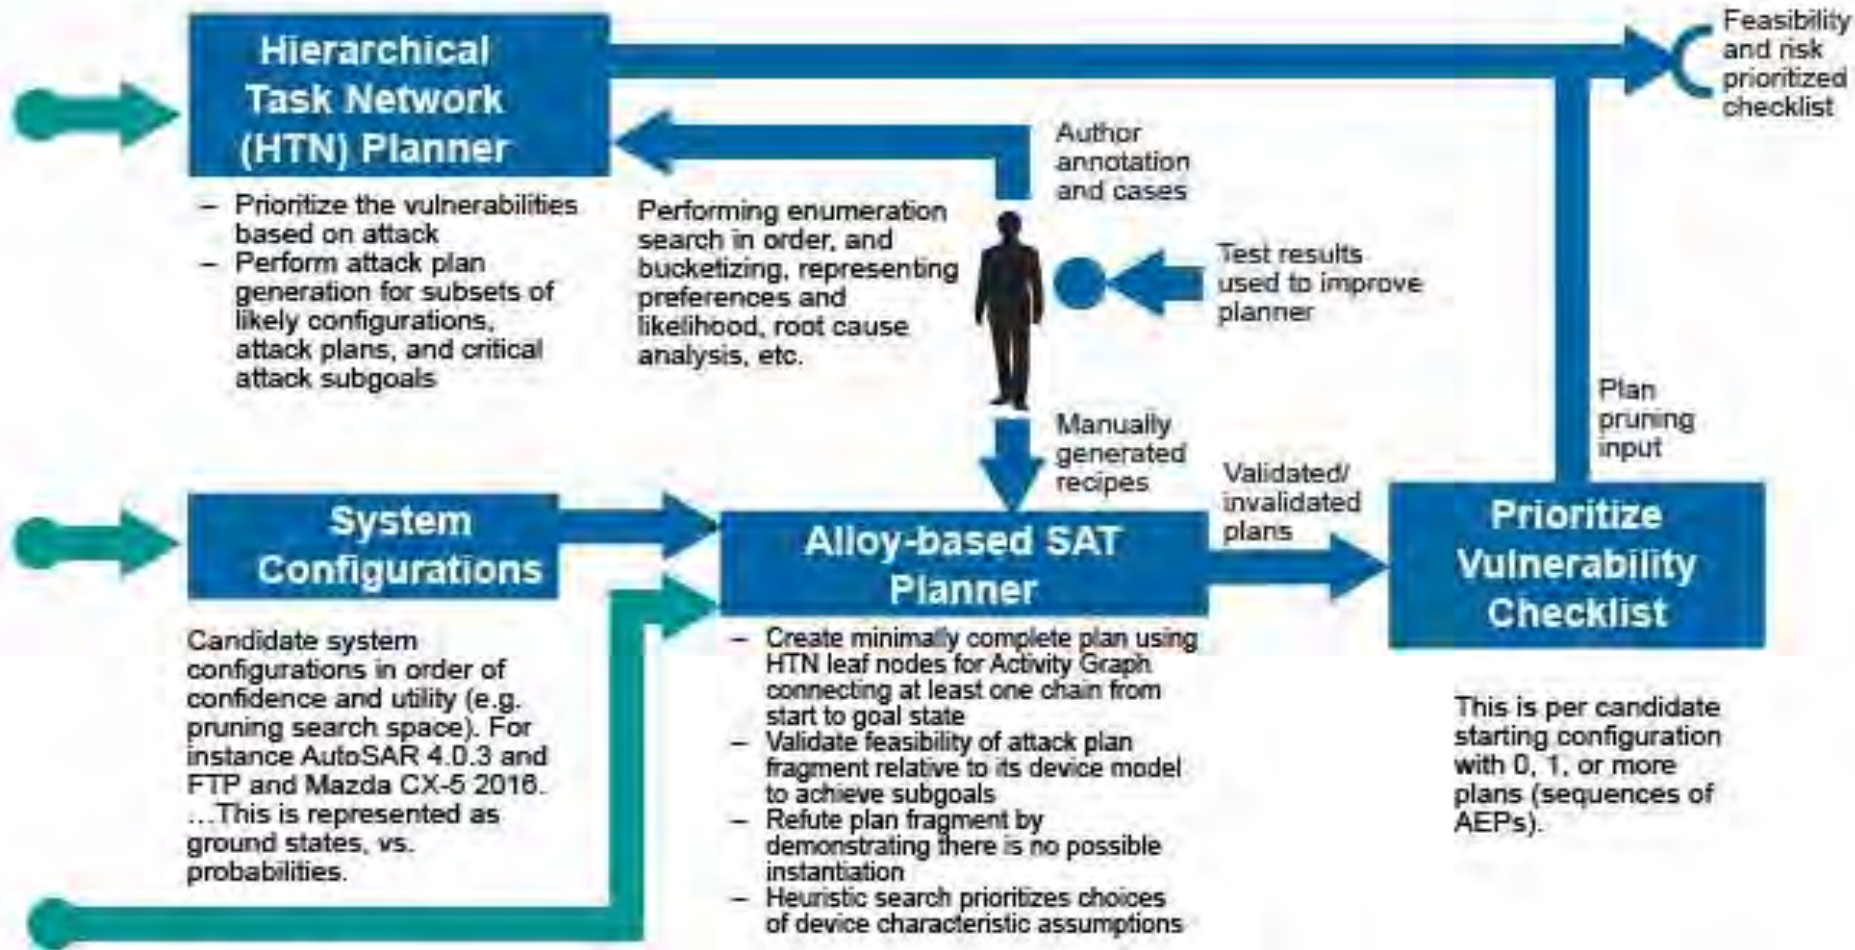 Hierarchical
Task Network
(HTN) Planner
– Prioritize the vulnerabilities
based on attack
– Perform attack plan
generation for subsets of
likely configurations,
attack plans, and critical
attack subgoals
Performing enumeration
search in order, and
bucketizing, representing
preferences and
likelihood, root cause
analysis, etc.
Author
annotation
and cases
Test results
used to improve
planner
Feasibility
and risk
prioritized
checklist
Manually
generated
recipes
Plan
pruning
input
System
Configurations
Candidate system
configurations in order of
confidence and utility (e.g.
pruning search space). For
instance AutoSAR 4.0.3 and
FTP and Mazda CX-5 2016.
…This is represented as
ground states, vs.
probabilities.
Alloy-based SAT
Planner
– Create minimally complete plan using
HTN leaf nodes for Activity Graph
connecting at least one chain from
start to goal state
– Validate feasibility of attack plan
fragment relative to its device model
to achieve subgoals
– Refute plan fragment by
demonstrating there is no possible
instantiation
– Heuristic search prioritizes choices
of device characteristic assumptions
Validated/
invalidated
plans
Prioritize
Vulnerability
Checklist
This is per candidate
starting configuration
with 0, 1, or more
plans (sequences of
AEPs).